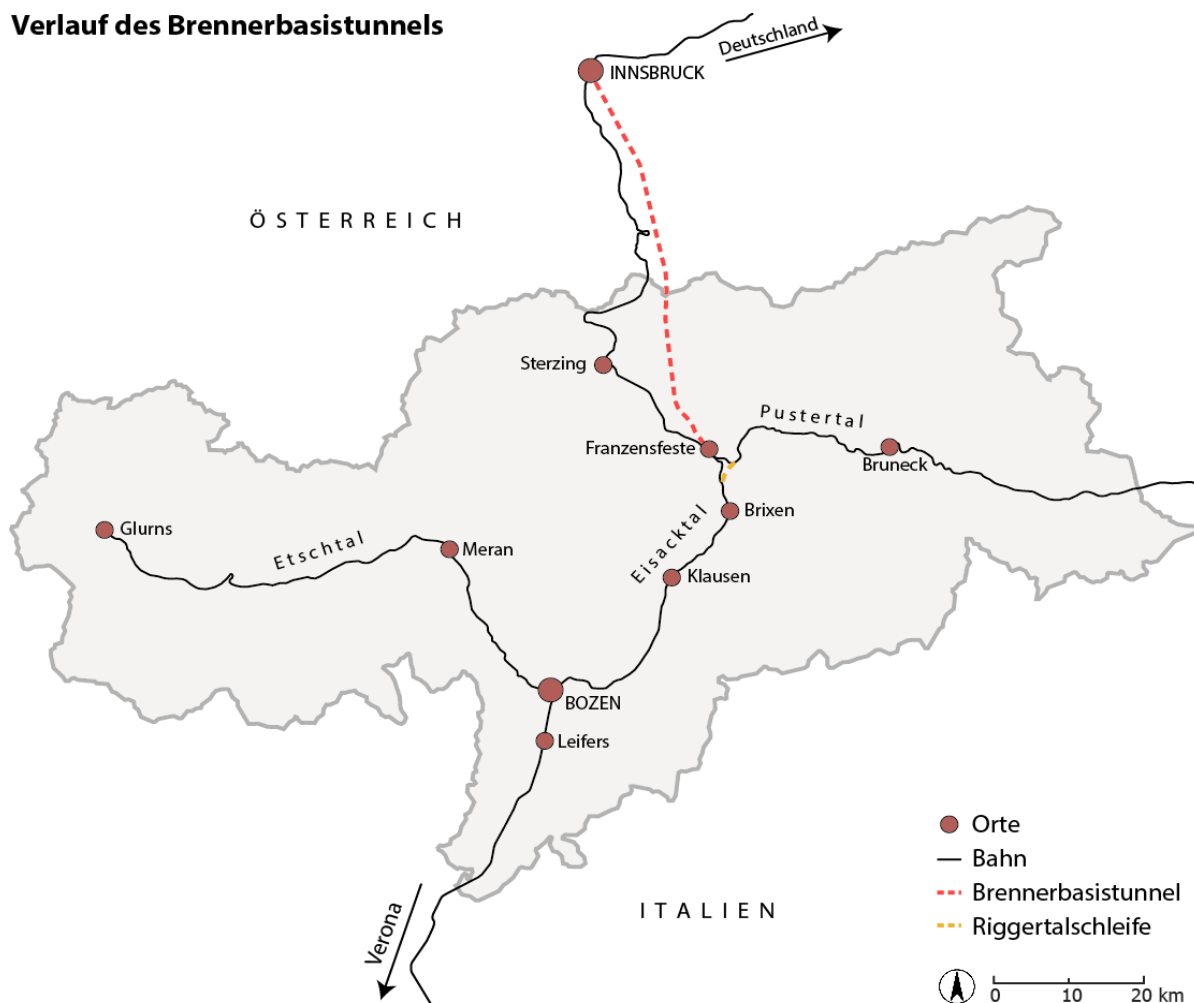 Verlauf des Brennerbasistunnels
Deutschland
INNSBRUCK
ÖSTERREICH
Sterzing
Pustertal
Franzensfeste
Bruneck
Glurns
Brixen
Etschtal
Meran
Eisacktal
Klausen
BOZEN
Leifers
Verona
ITALIEN
Orte
Bahn
Brennerbasistunnel
Riggertalschleife
0 10 20 km